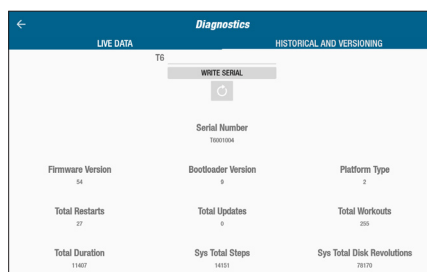 Diagnostics
LIVE DATA HISTORICAL AND VERSIONING
T6
WRITE SERIAL
Serial Number
T6001004
Firmware Version Bootloader Version Platform Type
54 9 2
Total Restarts Total Updates Total Workouts
27 0 255
Total Duration Sys Total Steps Sys Total Disk Revolutions
11407 14151 78170